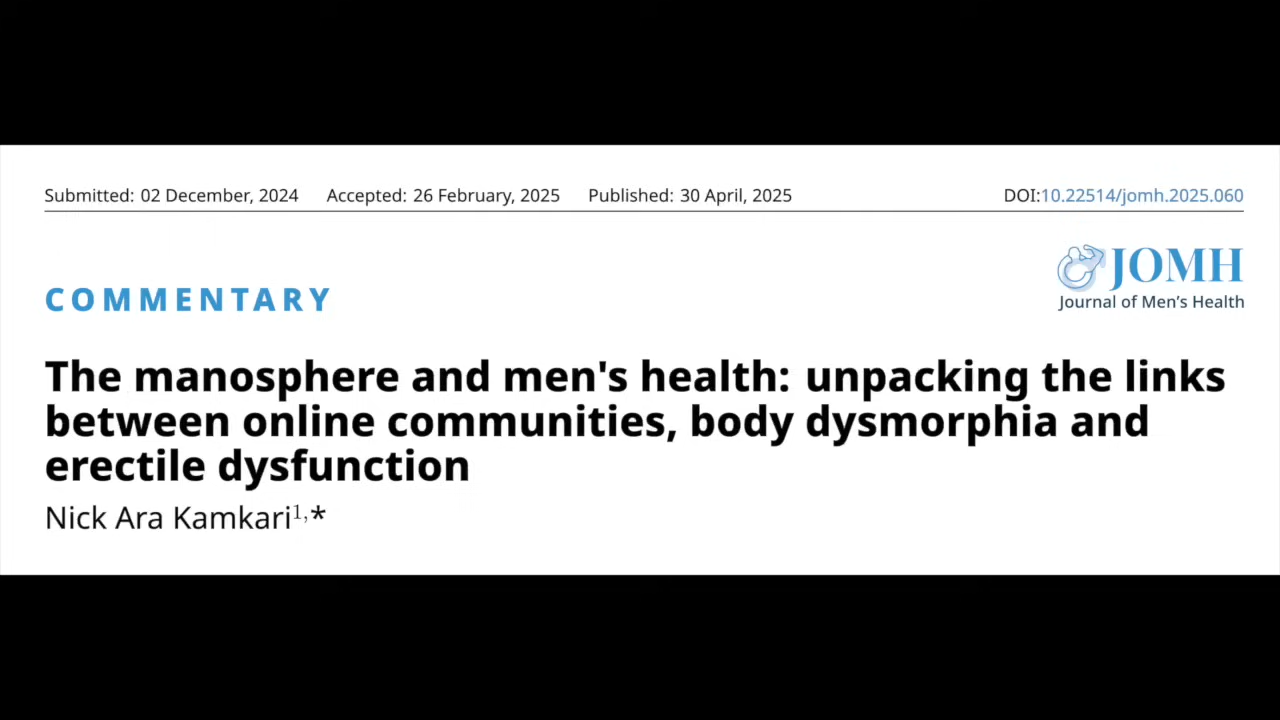 Submitted: 02 December, 2024 Accepted: 26 February, 2025 Published: 30 April, 2025 DOI:10.22514/jomh.2025.060
JOMH
Journal of Men's Health
COMMENTARY
The manosphere and men's health: unpacking the links
between online communities, body dysmorphia and
erectile dysfunction
Nick Ara Kamkari1,*